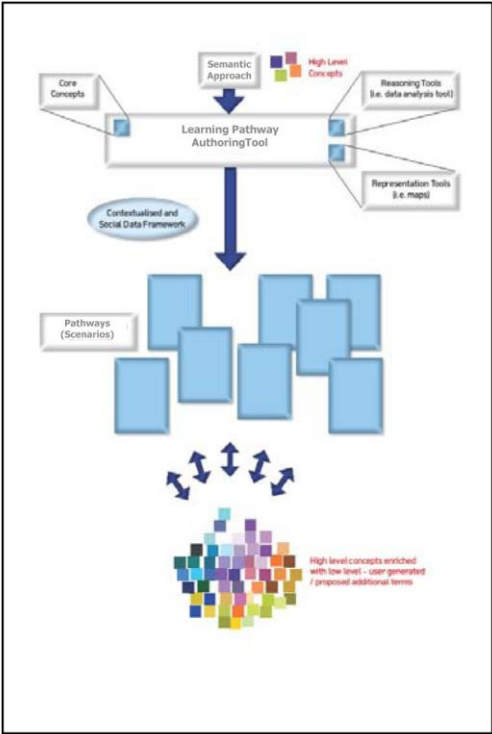 Semantic
Approach
High Level
Concepts
Core
Concepts
Reasoning Tools
(i.e. data analysis tool)
Learning Pathway
AuthoringTool
Representation Tools
(i.e. maps)
Contextualised and
Social Data Framework
Pathways
(Scenarios)
High level concepts enriched
with low level - user generated
/ proposed additional terms